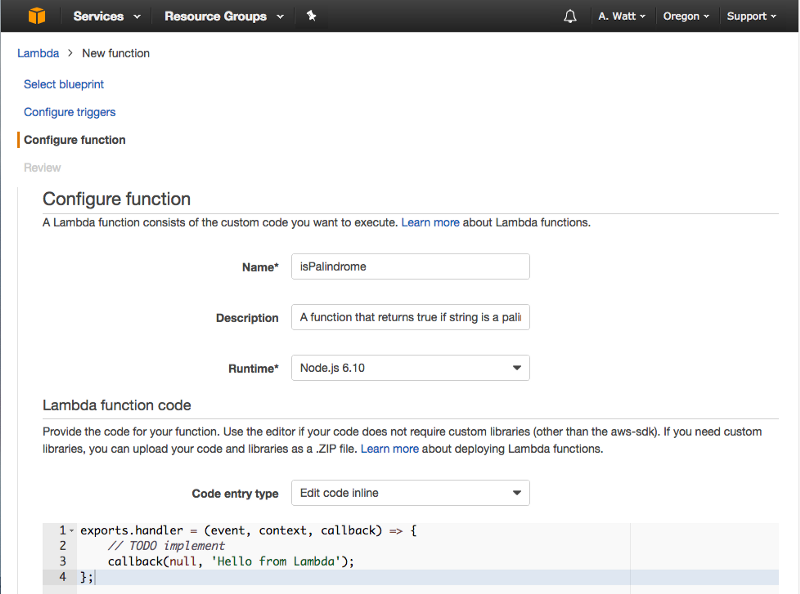 Services Resource Groups A. Watt Oregon Support
Lambda > New function
Select blueprint
Configure triggers
Configure function
Review
Configure function
A Lambda function consists of the custom code you want to execute. Learn more about Lambda functions.
Name* isPalindrome
Description A function that returns true if string is a pali
Runtime* Node.js 6.10
Lambda function code
Provide the code for your function. Use the editor if your code does not require custom libraries (other than the aws-sdk). If you need custom
libraries, you can upload your code and libraries as a .ZIP file. Learn more about deploying Lambda functions.
Code entry type Edit code inline
1 exports.handler = (event, context, callback) => {
2 // TODO implement
3 callback(null, 'Hello from Lambda');
4 };